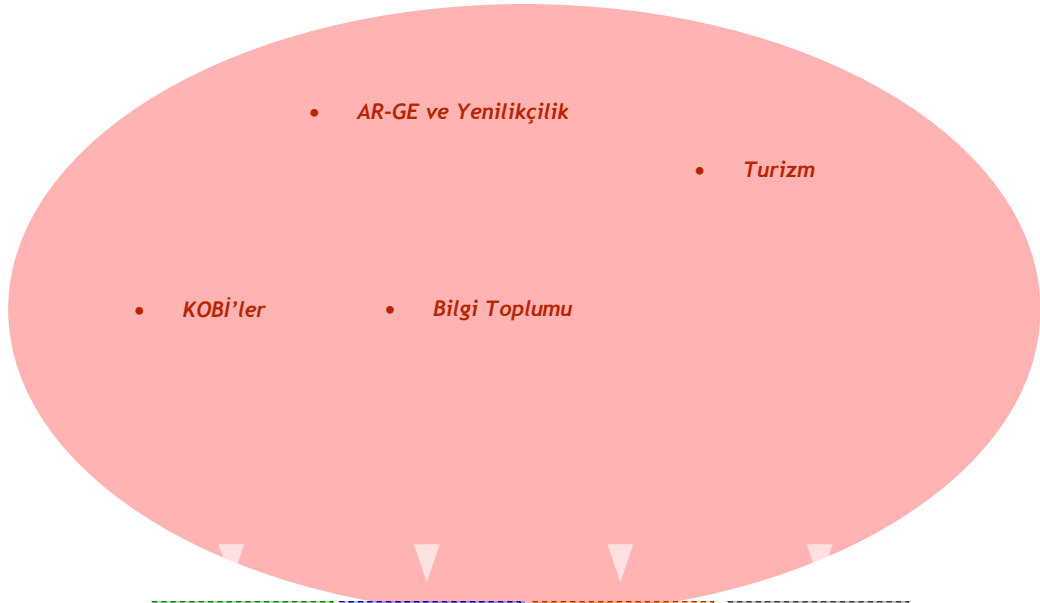 • AR-GE ve Yenilikçilik
• Turizm
• KOBİ’ler
• Bilgi Toplumu